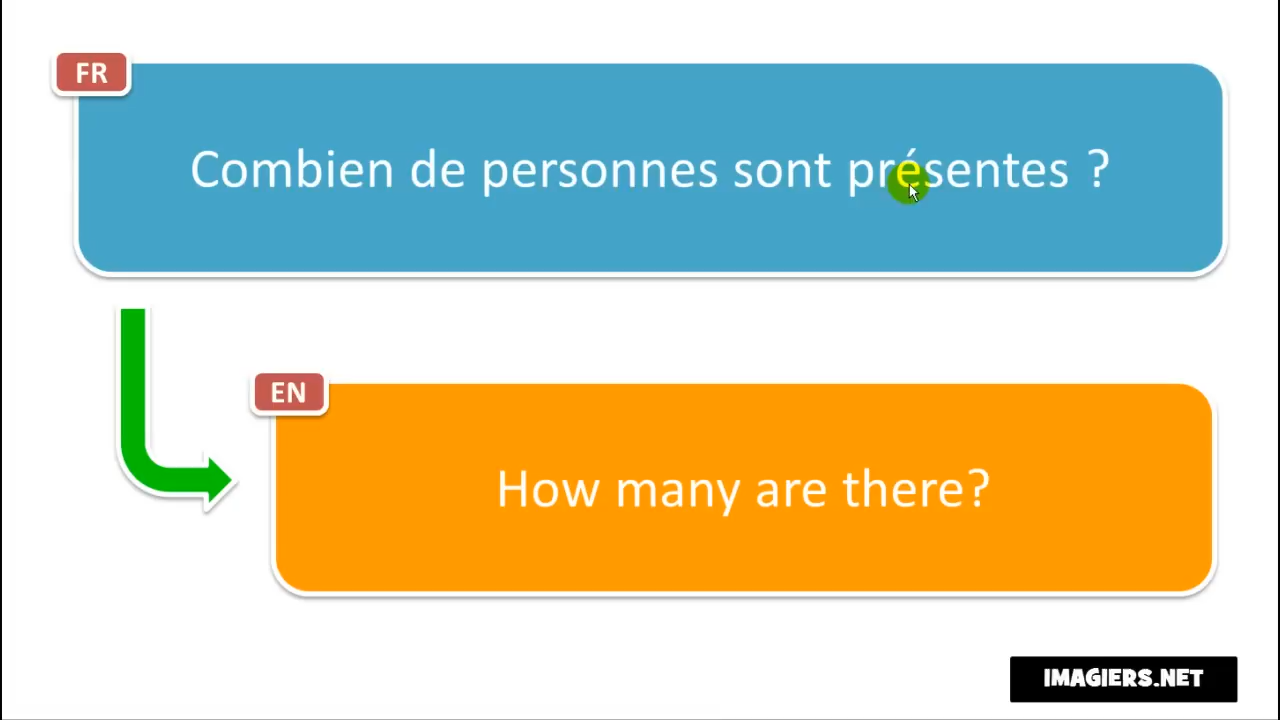 FR
Combien de personnes sont présentes ?
EN
How many are there?
IMAGIERS.NET